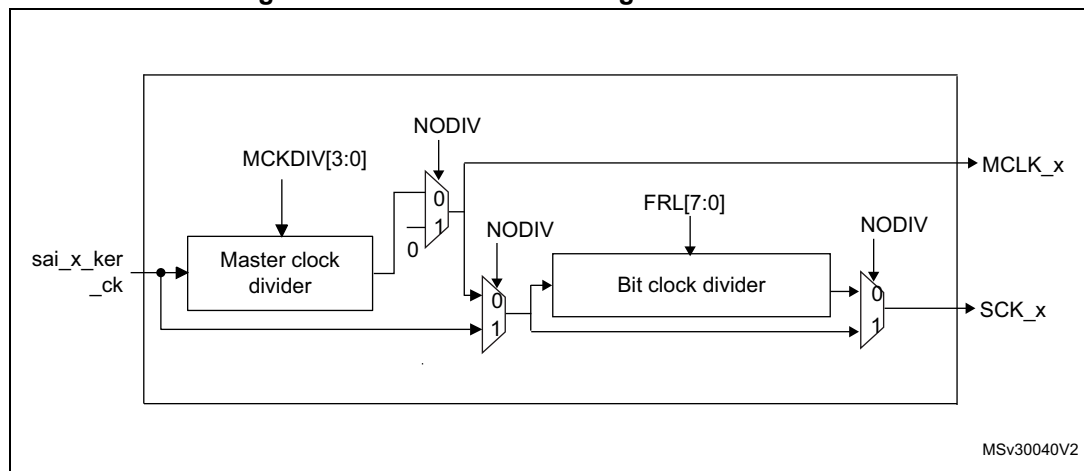 NODIV
MCKDIV[3:0]
0
1
0
MCLK_x
FRL[7:0]
NODIV
NODIV
sai_x_ker
_ck
Master clock
divider
0
1
Bit clock divider
0
1
SCK_x
MSv30040V2